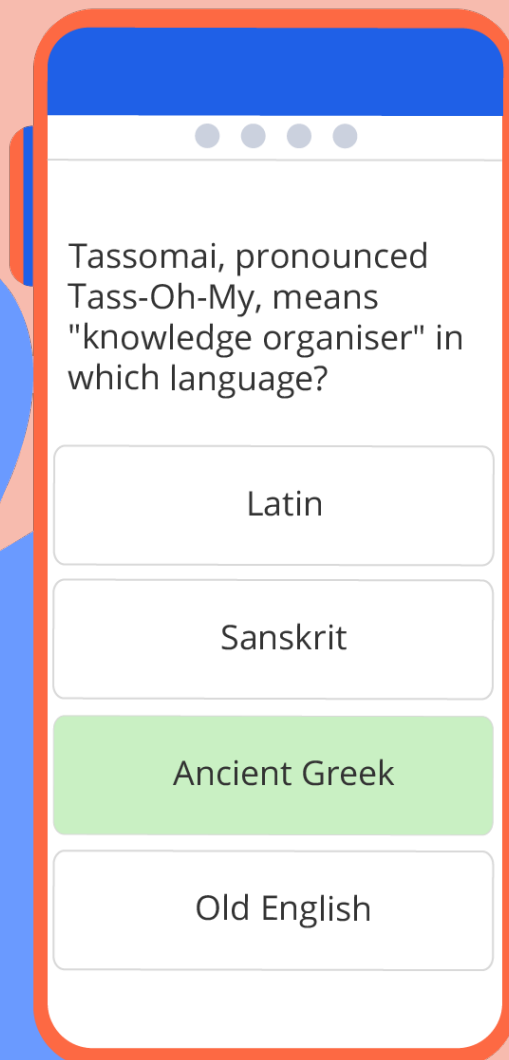 Tassomai, pronounced
Tass-Oh-My, means
"knowledge organiser" in
which language?
Latin
Sanskrit
Ancient Greek
Old English